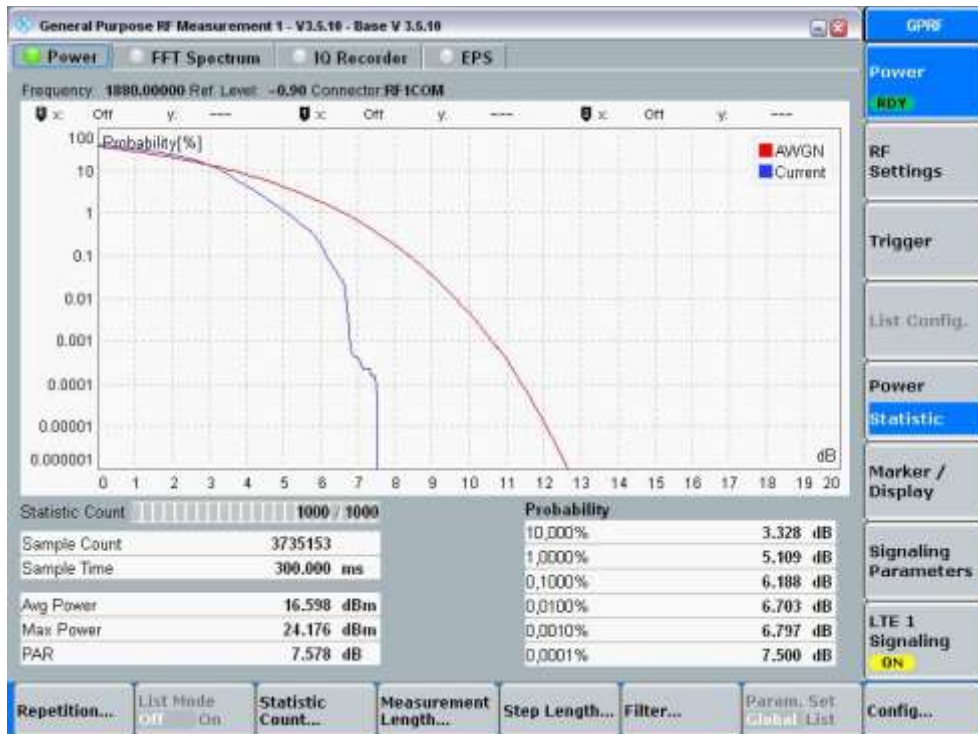 General Purpose RF Measurement 1 - V3.5.10 - Base V 3.5.10
GPRF
Power FFT Spectrum IQ Recorder EPS
Frequency: 1880.00000 Ref. Level: -0.90 Connector: RF1COM
x: Off y: --- x: Off y: --- x: Off y: ---
Probability[%]
AWGN
Current
100
10
1
0.1
0.01
0.001
0.0001
0.00001
0.000001
dB
0 1 2 3 4 5 6 7 8 9 10 11 12 13 14 15 16 17 18 19 20
Statistic Count 1000 / 1000
Sample Count 3735153
Sample Time 300.000 ms
Avg Power 16.598 dBm
Max Power 24.176 dBm
PAR 7.578 dB
Probability
10,000% 3.328 dB
1,0000% 5.109 dB
0,1000% 6.188 dB
0,0100% 6.703 dB
0,0010% 6.797 dB
0,0001% 7.500 dB
Power
RDY
RF
Settings
Trigger
List Config.
Power
Statistic
Marker /
Display
Signaling
Parameters
LTE 1
Signaling
ON
Repetition...
List Mode
Off On
Statistic
Count...
Measurement
Length...
Step Length...
Filter...
Param. Set
Global List
Config...